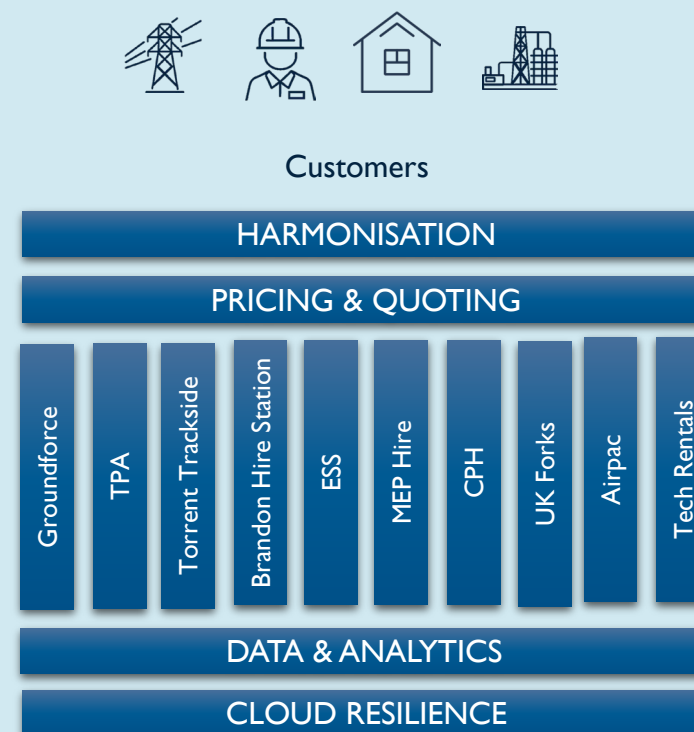 Customers
HARMONISATION
PRICING & QUOTING
Groundforce
TPA
Torrent Trackside
Brandon Hire Station
ESS
MEP Hire
CPH
UK Forks
Airpac
Tech Rentals
DATA & ANALYTICS
CLOUD RESILIENCE